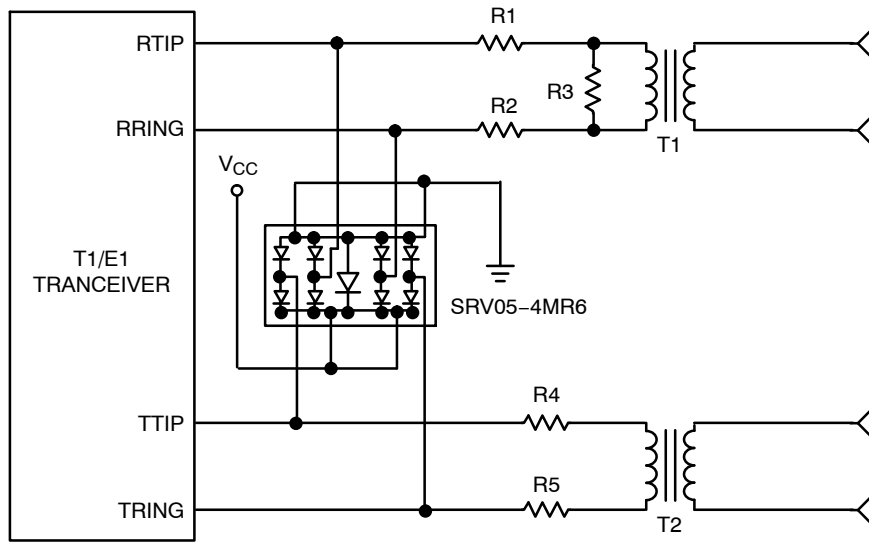 R1
RTIP
R3
R2
RRING
T1
VCC
T1/E1
TRANCEIVER
SRV05−4MR6
R4
TTIP
R5
TRING
T2